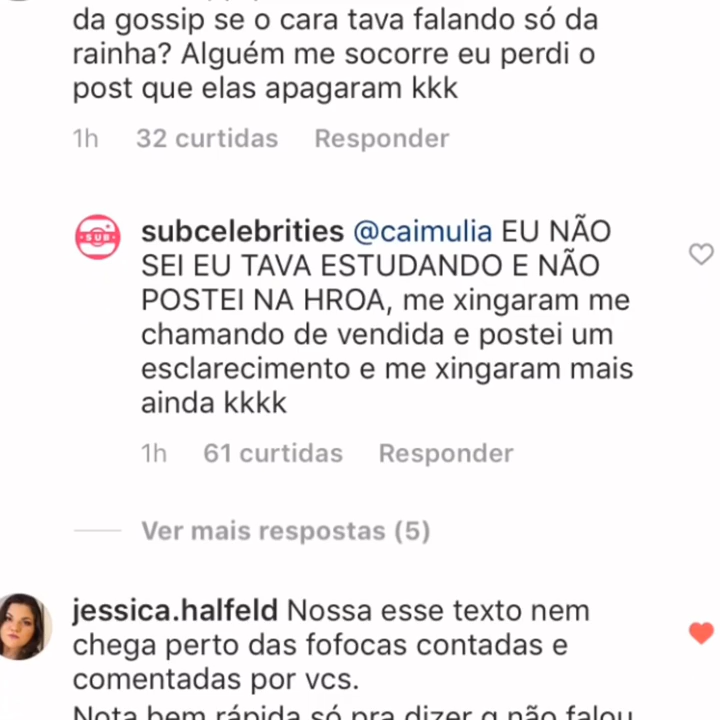 da gossip se o cara tava falando só da
rainha? Alguém me socorre eu perdi o
post que elas apagaram kkk
1h 32 curtidas Responder
SUB
subcelebrities @caimulia EU NÃO
SEI EU TAVA ESTUDANDO E NÃO
POSTEI NA HROA, me xingaram me
chamando de vendida e postei um
esclarecimento e me xingaram mais
ainda kkkk
1h 61 curtidas Responder
Ver mais respostas (5)
jessica.halfeld Nossa esse texto nem
chega perto das fofocas contadas e
comentadas por vcs.
Nota bem rápida só pra dizer q não falou